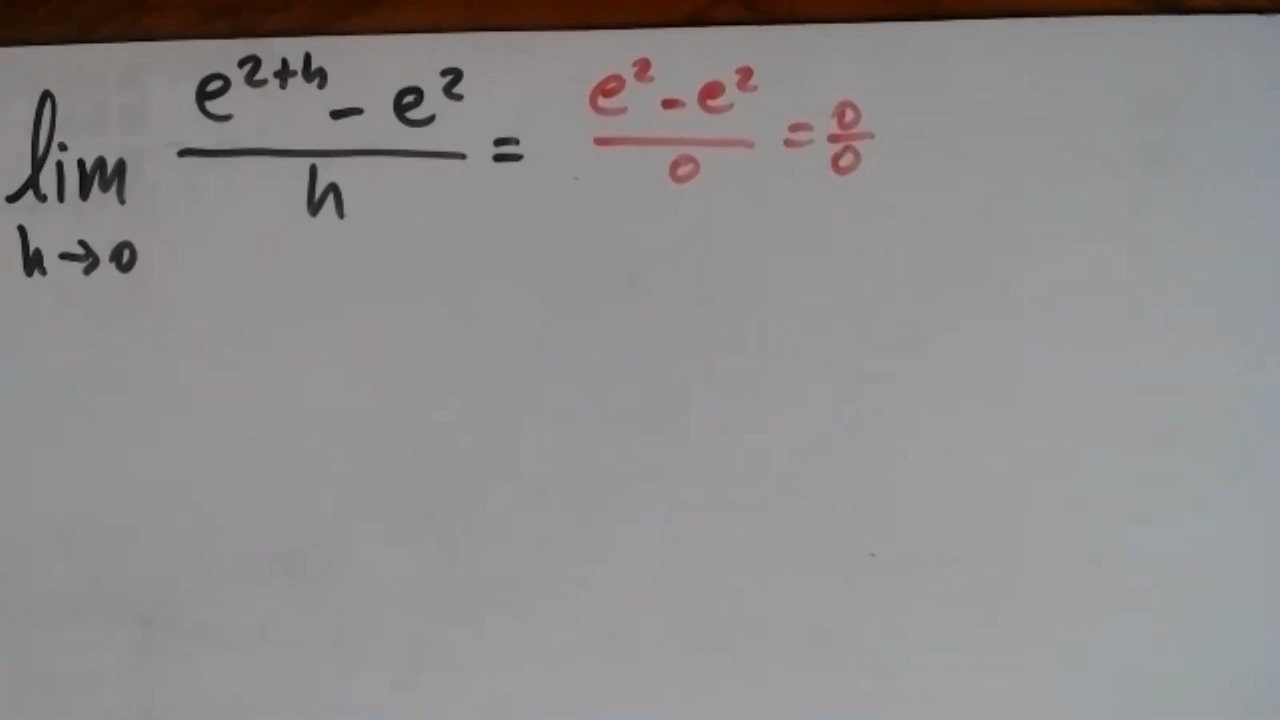 lim h→0 (e^{2+h} - e^2)/h = (e^2 - e^2)/0 = 0/0